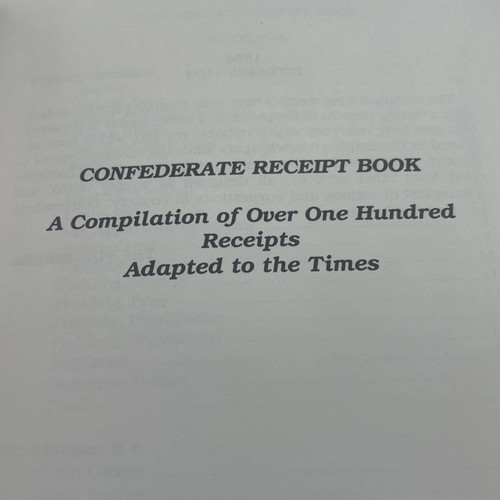 CONFEDERATE RECEIPT BOOK
A Compilation of Over One Hundred
Receipts
Adapted to the Times